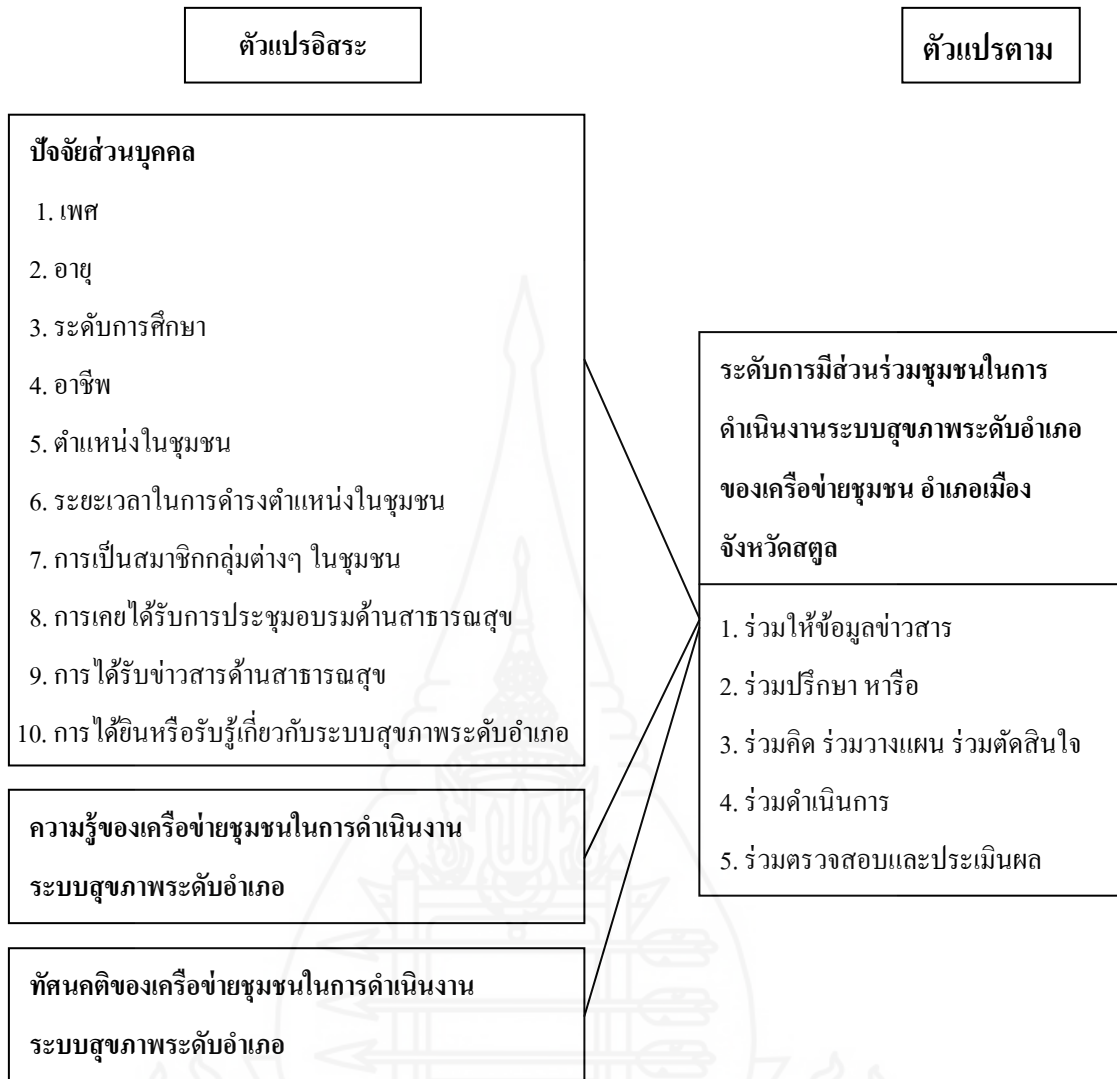 ตัวแปรอิสระ
ตัวแปรตาม
ปัจจัยส่วนบุคคล
1. เพศ
2. อายุ
3. ระดับการศึกษา
4. อาชีพ
5. ตำแหน่งในชุมชน
6. ระยะเวลาในการดำรงตำแหน่งในชุมชน
7. การเป็นสมาชิกกลุ่มต่างๆ ในชุมชน
8. การเคยได้รับการประชุมอบรมด้านสาธารณสุข
9. การได้รับข่าวสารด้านสาธารณสุข
10. การได้ยินหรือรับรู้เกี่ยวกับระบบสุขภาพระดับอำเภอ
ความรู้ของเครือข่ายชุมชนในการดำเนินงาน
ระบบสุขภาพระดับอำเภอ
ทัศนคติของเครือข่ายชุมชนในการดำเนินงาน
ระบบสุขภาพระดับอำเภอ
ระดับการมีส่วนร่วมชุมชนในการ
ดำเนินงานระบบสุขภาพระดับอำเภอ
ของเครือข่ายชุมชน อำเภอเมือง
จังหวัดสตูล
1. ร่วมให้ข้อมูลข่าวสาร
2. ร่วมปรึกษา หารือ
3. ร่วมคิด ร่วมวางแผน ร่วมตัดสินใจ
4. ร่วมดำเนินการ
5. ร่วมตรวจสอบและประเมินผล